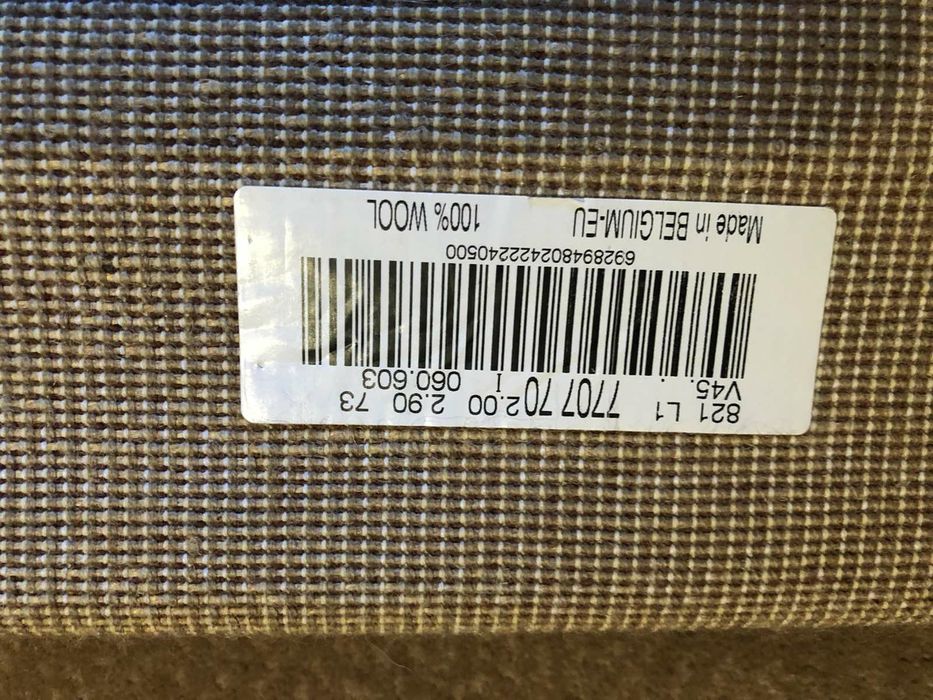 821 L1 7707 70 2.00 2.90 73
V45. . I 060.603
6928948024222240500
Made in BELGIUM-EU 100% WOOL